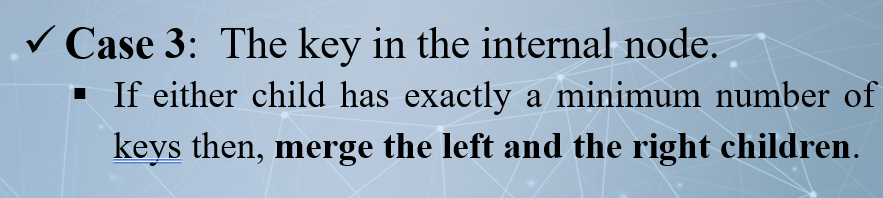 ✓ Case 3: The key in the internal node.
▪ If either child has exactly a minimum number of
keys then, merge the left and the right children.